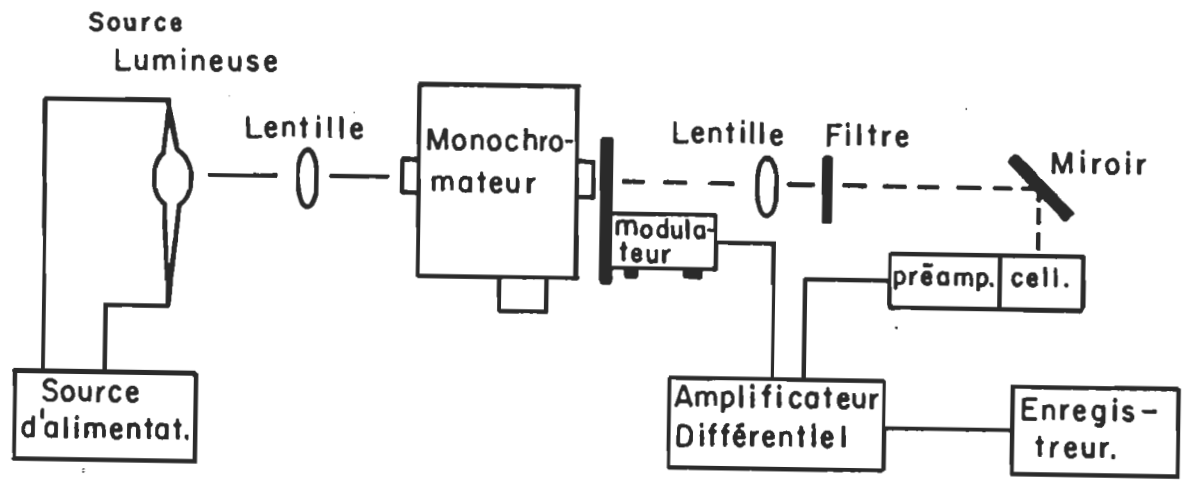 Source
Lumineuse
Lentille
Monochro-
mateur
Lentille
Filtre
Miroir
modula-
teur
préamp.
cell.
Source
d'alimentat.
Amplificateur
Différentiel
Enregis-
treur.